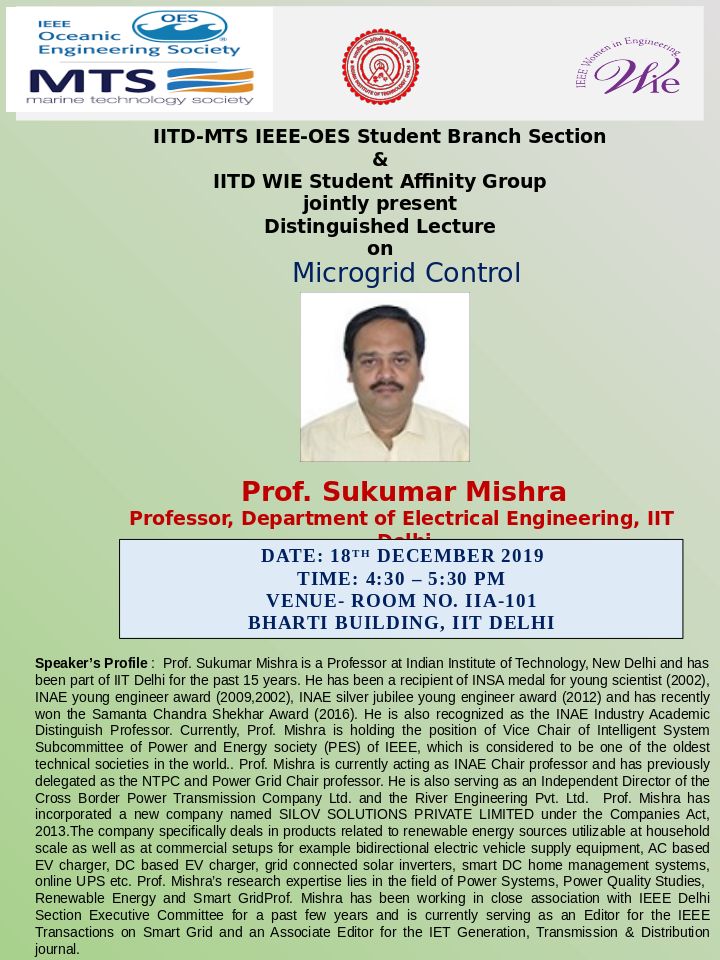 IEEE
OES
Oceanic
Engineering Society
MTS
marine technology society
IEEE Women in Engineering
WiE
IITD-MTS IEEE-OES Student Branch Section
&
IITD WIE Student Affinity Group
jointly present
Distinguished Lecture
on
Microgrid Control
Prof. Sukumar Mishra
Professor, Department of Electrical Engineering, IIT
Delhi
DATE: 18TH DECEMBER 2019
TIME: 4:30 – 5:30 PM
VENUE- ROOM NO. IIA-101
BHARTI BUILDING, IIT DELHI
Speaker's Profile : Prof. Sukumar Mishra is a Professor at Indian Institute of Technology, New Delhi and has
been part of IIT Delhi for the past 15 years. He has been a recipient of INSA medal for young scientist (2002),
INAE young engineer award (2009,2002), INAE silver jubilee young engineer award (2012) and has recently
won the Samanta Chandra Shekhar Award (2016). He is also recognized as the INAE Industry Academic
Distinguish Professor. Currently, Prof. Mishra is holding the position of Vice Chair of Intelligent System
Subcommittee of Power and Energy society (PES) of IEEE, which is considered to be one of the oldest
technical societies in the world.. Prof. Mishra is currently acting as INAE Chair professor and has previously
delegated as the NTPC and Power Grid Chair professor. He is also serving as an Independent Director of the
Cross Border Power Transmission Company Ltd. and the River Engineering Pvt. Ltd. Prof. Mishra has
incorporated a new company named SILOV SOLUTIONS PRIVATE LIMITED under the Companies Act,
2013.The company specifically deals in products related to renewable energy sources utilizable at household
scale as well as at commercial setups for example bidirectional electric vehicle supply equipment, AC based
EV charger, DC based EV charger, grid connected solar inverters, smart DC home management systems,
online UPS etc. Prof. Mishra's research expertise lies in the field of Power Systems, Power Quality Studies,
Renewable Energy and Smart GridProf. Mishra has been working in close association with IEEE Delhi
Section Executive Committee for a past few years and is currently serving as an Editor for the IEEE
Transactions on Smart Grid and an Associate Editor for the IET Generation, Transmission & Distribution
journal.